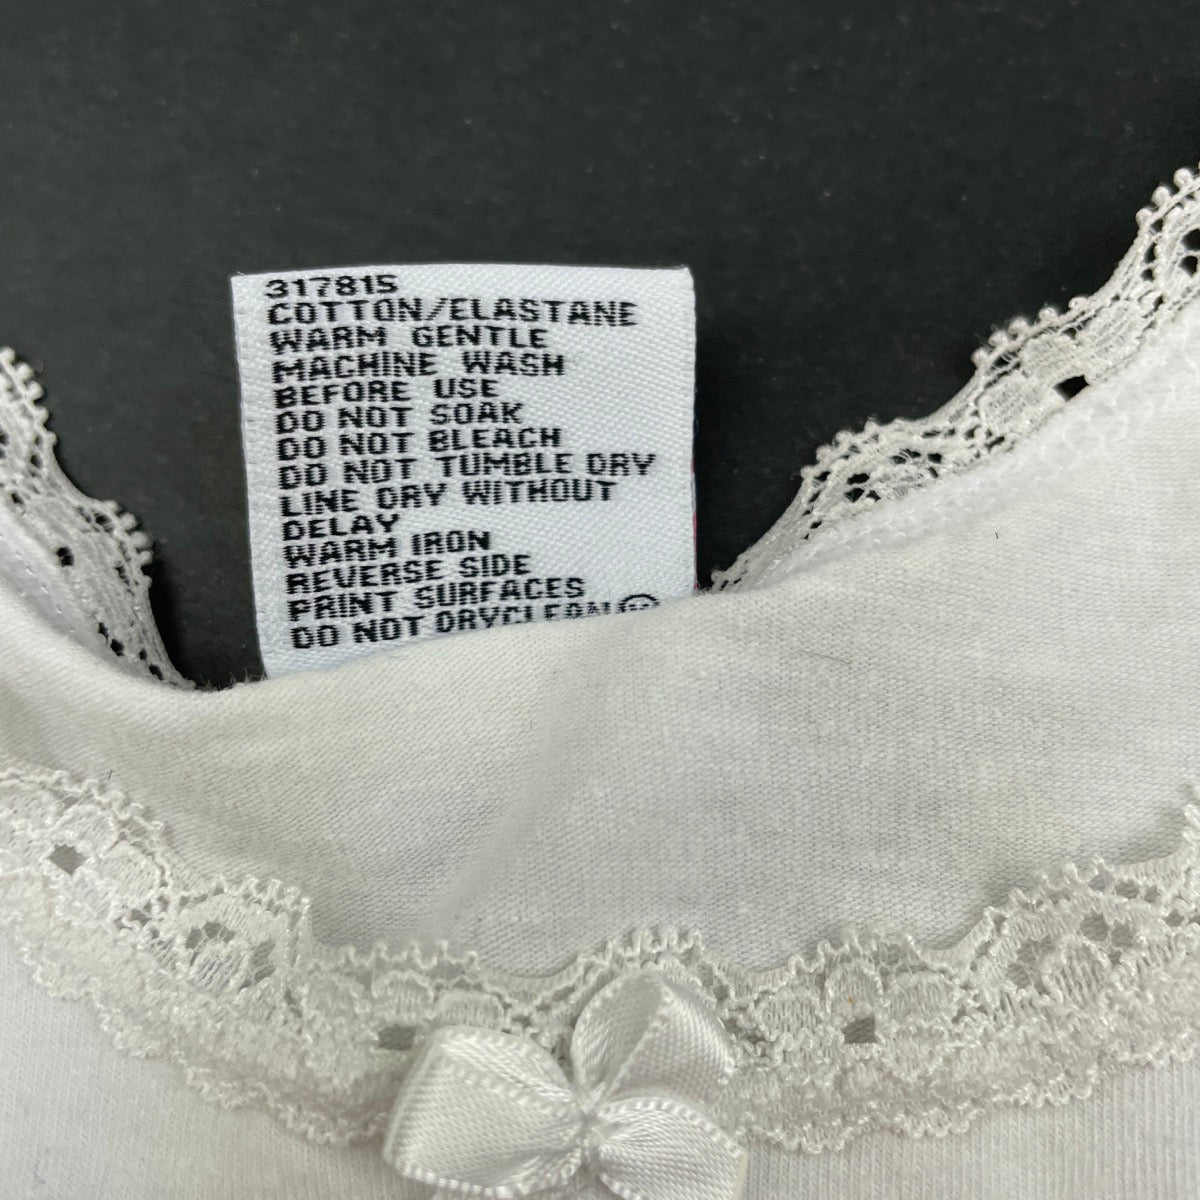 317815
COTTON/ELASTANE
WARM GENTLE
MACHINE WASH
BEFORE USE
DO NOT SOAK
DO NOT BLEACH
DO NOT TUMBLE DRY
LINE DRY WITHOUT
DELAY
WARM IRON
REVERSE SIDE
PRINT SURFACES
DO NOT DRYCLEAN